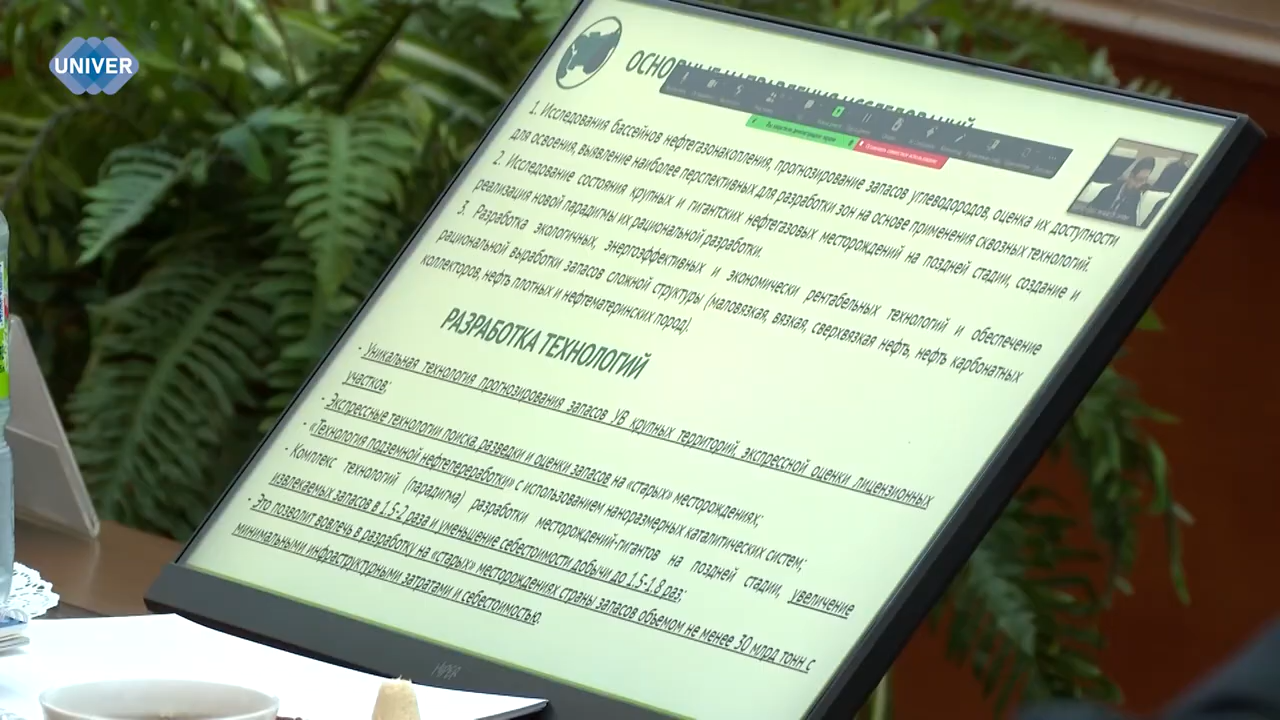 UNIVER
ОСНОВНЫЕ НАПРАВЛЕНИЯ ИССЛЕДОВАНИЙ
1. Исследования бассейнов нефтегазонакопления, прогнозирование запасов углеводородов, оценка их доступности
для освоения, выявление наиболее перспективных для разработки зон на основе применения сквозных технологий.
2. Исследование состояния крупных и гигантских нефтегазовых месторождений на поздней стадии, создание и
реализация новой парадигмы их рациональной разработки.
3. Разработка экологичных, энергоэффективных и экономически рентабельных технологий и обеспечение
рациональной выработки запасов сложной структуры (маловязкая, вязкая, сверхвязкая нефть, нефть карбонатных
коллекторов, нефть плотных и нефтематеринских пород).
РАЗРАБОТКА ТЕХНОЛОГИЙ
- Уникальная технология прогнозирования запасов УВ крупных территорий, экспрессной оценки лицензионных
участков;
- Экспрессные технологии поиска, разведки и оценки запасов на «старых» месторождениях;
- «Технология подземной нефтепереработки» с использованием наноразмерных каталитических систем;
- Комплекс технологий (парадигма) разработки месторождений-гигантов на поздней стадии, увеличение
извлекаемых запасов в 1,5-2 раза и уменьшение себестоимости добычи до 1,5-1,8 раз;
- Это позволит вовлечь в разработку на «старых» месторождениях страны запасов объемом не менее 30 млрд тонн с
минимальными инфраструктурными затратами и себестоимостью.
HIPER